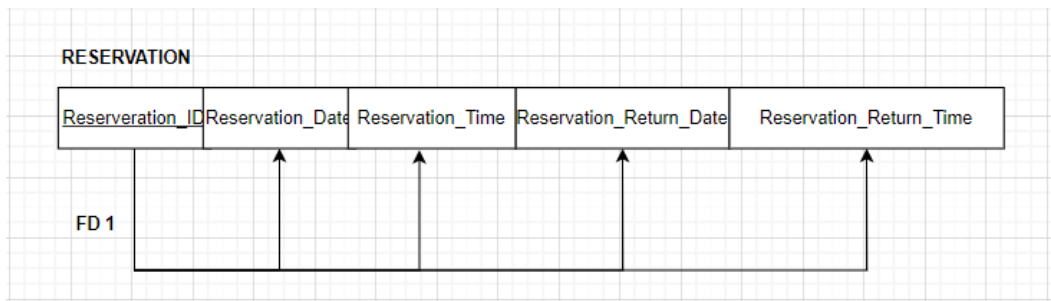 RESERVATION
Reserveration_ID Reservation_Date Reservation_Time Reservation_Return_Date Reservation_Return_Time
FD 1